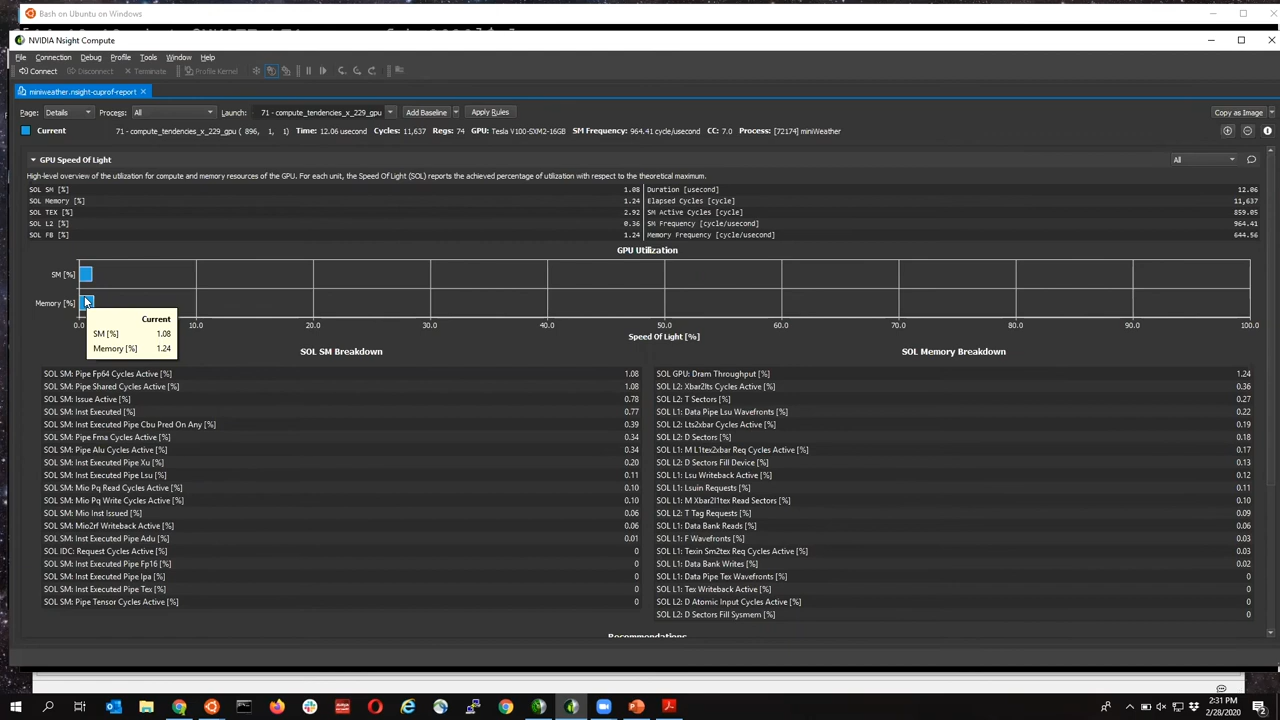 Bash on Ubuntu on Windows
NVIDIA Nsight Compute
File Connection Debug Profile Tools Window Help
Connect Disconnect Terminate Profile Kernel
miniweather.nsight-cuprof-report
Page: Details Process: All Launch: 71 - compute_tendencies_x_229_gpu Add Baseline Apply Rules Copy as Image
Current 71 - compute_tendencies_x_229_gpu ( 896, 1, 1) Time: 12.06 usecond Cycles: 11,637 Regs: 74 GPU: Tesla V100-SXM2-16GB SM Frequency: 964.41 cycle/usecond CC: 7.0 Process: [72174] miniWeather
GPU Speed Of Light All
High-level overview of the utilization for compute and memory resources of the GPU. For each unit, the Speed Of Light (SOL) reports the achieved percentage of utilization with respect to the theoretical maximum.
SOL SM [%] 1.08 Duration [usecond] 12.06
SOL Memory [%] 1.24 Elapsed Cycles [cycle] 11,637
SOL TEX [%] 2.92 SM Active Cycles [cycle] 859.05
SOL L2 [%] 0.36 SM Frequency [cycle/usecond] 964.41
SOL FB [%] 1.24 Memory Frequency [cycle/usecond] 644.56
GPU Utilization
SM [%]
Memory [%]
0.0 10.0 20.0 30.0 40.0 50.0 60.0 70.0 80.0 90.0 100.0
Speed Of Light [%]
Current
SM [%] 1.08
Memory [%] 1.24
SOL SM Breakdown
SOL SM: Pipe Fp64 Cycles Active [%] 1.08
SOL SM: Pipe Shared Cycles Active [%] 1.08
SOL SM: Issue Active [%] 0.78
SOL SM: Inst Executed [%] 0.77
SOL SM: Inst Executed Pipe Cbu Pred On Any [%] 0.39
SOL SM: Pipe Fma Cycles Active [%] 0.34
SOL SM: Pipe Alu Cycles Active [%] 0.34
SOL SM: Inst Executed Pipe Xu [%] 0.20
SOL SM: Inst Executed Pipe Lsu [%] 0.11
SOL SM: Mio Pq Read Cycles Active [%] 0.10
SOL SM: Mio Pq Write Cycles Active [%] 0.10
SOL SM: Mio Inst Issued [%] 0.06
SOL SM: Mio2rf Writeback Active [%] 0.06
SOL SM: Inst Executed Pipe Adu [%] 0.01
SOL IDC: Request Cycles Active [%] 0
SOL SM: Inst Executed Pipe Fp16 [%] 0
SOL SM: Inst Executed Pipe Ipa [%] 0
SOL SM: Inst Executed Pipe Tex [%] 0
SOL SM: Pipe Tensor Cycles Active [%] 0
SOL Memory Breakdown
SOL GPU: Dram Throughput [%] 1.24
SOL L2: Xbar2lts Cycles Active [%] 0.36
SOL L2: T Sectors [%] 0.27
SOL L1: Data Pipe Lsu Wavefronts [%] 0.22
SOL L2: Lts2xbar Cycles Active [%] 0.19
SOL L2: D Sectors [%] 0.18
SOL L1: M L1tex2xbar Req Cycles Active [%] 0.17
SOL L2: D Sectors Fill Device [%] 0.13
SOL L1: Lsu Writeback Active [%] 0.12
SOL L1: Lsuin Requests [%] 0.11
SOL L1: M Xbar2l1tex Read Sectors [%] 0.10
SOL L2: T Tag Requests [%] 0.09
SOL L1: Data Bank Reads [%] 0.06
SOL L1: F Wavefronts [%] 0.03
SOL L1: Texin Sm2tex Req Cycles Active [%] 0.03
SOL L1: Data Bank Writes [%] 0.02
SOL L1: Data Pipe Tex Wavefronts [%] 0
SOL L1: Tex Writeback Active [%] 0
SOL L2: D Atomic Input Cycles Active [%] 0
SOL L2: D Sectors Fill Sysmem [%] 0
Recommendations
2:31 PM
2/28/2020
2